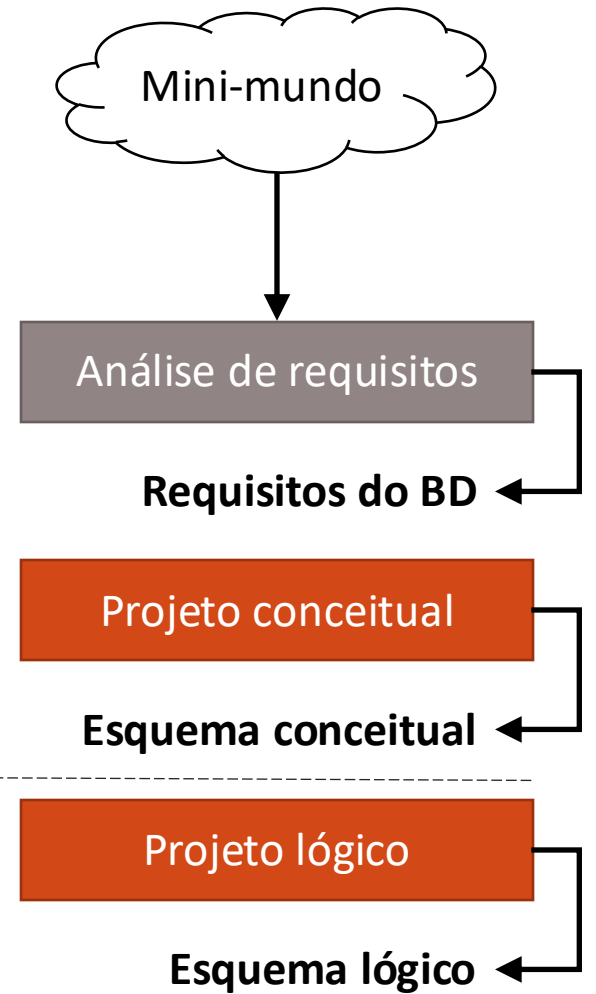 Mini-mundo
Análise de requisitos
Requisitos do BD
Projeto conceitual
Esquema conceitual
Projeto lógico
Esquema lógico